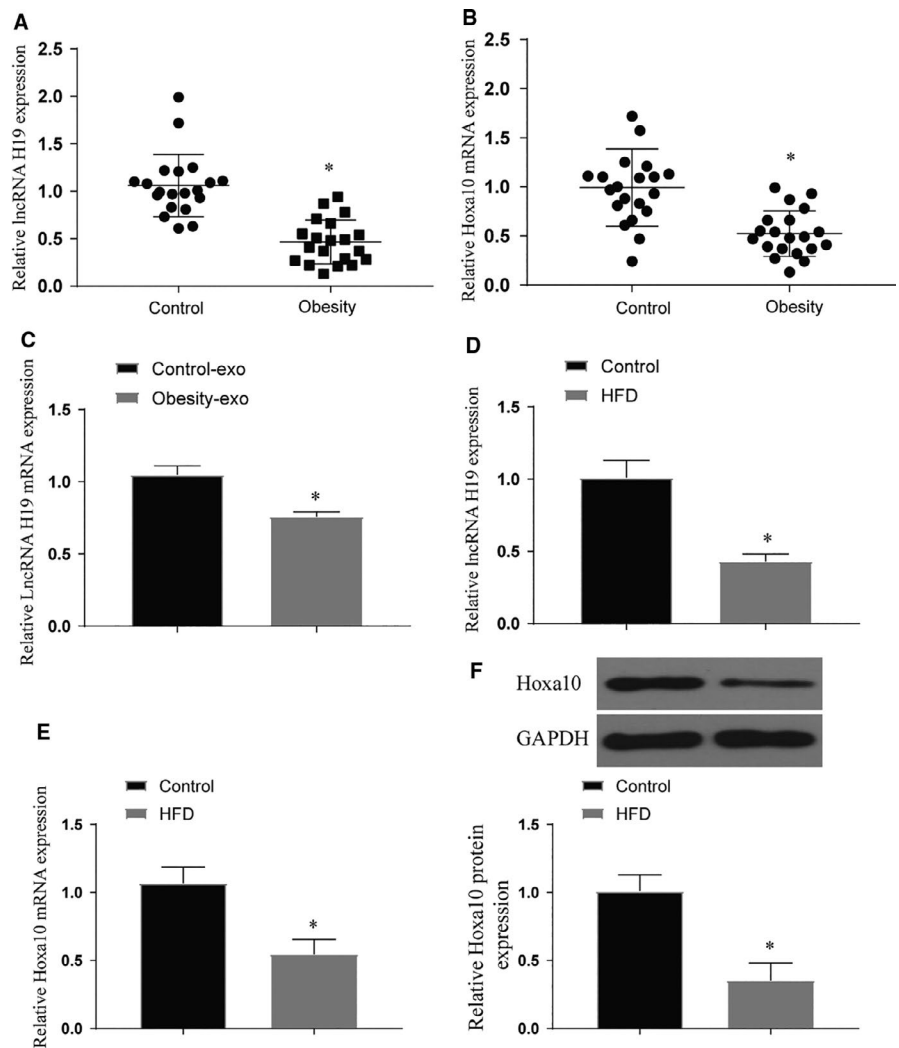 A
Relative lncRNA H19 expression
2.5
2.0
1.5
1.0
0.5
0.0
*
Control
Obesity
B
Relative Hoxa10 mRNA expression
2.5
2.0
1.5
1.0
0.5
0.0
*
Control
Obesity
C
Control-exo
Obesity-exo
Relative LncRNA H19 mRNA expression
1.5
1.0
0.5
0.0
*
D
Control
HFD
Relative lncRNA H19 expression
1.5
1.0
0.5
0.0
*
E
Control
HFD
Relative Hoxa10 mRNA expression
1.5
1.0
0.5
0.0
*
F
Hoxa10
GAPDH
Control
HFD
Relative Hoxa10 protein
expression
1.5
1.0
0.5
0.0
*